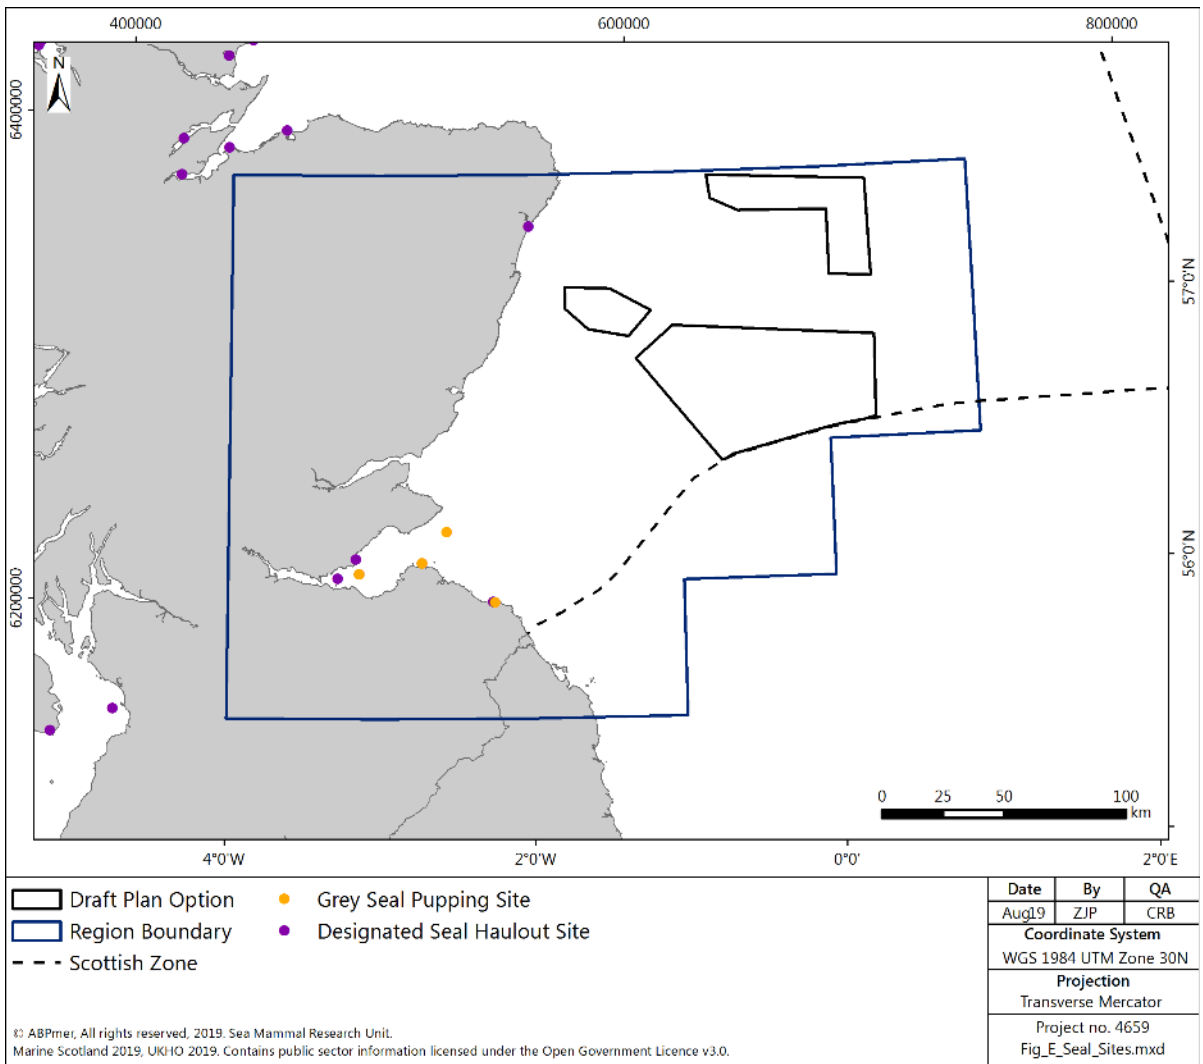 400000 600000 800000
N
6400000
6200000
57°0'N
56°0'N
0 25 50 100
km
4°0'W 2°0'W 0°0' 2°0'E
Draft Plan Option
Region Boundary
Scottish Zone
Grey Seal Pupping Site
Designated Seal Haulout Site
Date By QA
Aug19 ZJP CRB
Coordinate System
WGS 1984 UTM Zone 30N
Projection
Transverse Mercator
Project no. 4659
Fig_E_Seal_Sites.mxd
© ABPmer, All rights reserved, 2019. Sea Mammal Research Unit.
Marine Scotland 2019, UKHO 2019. Contains public sector information licensed under the Open Government Licence v3.0.